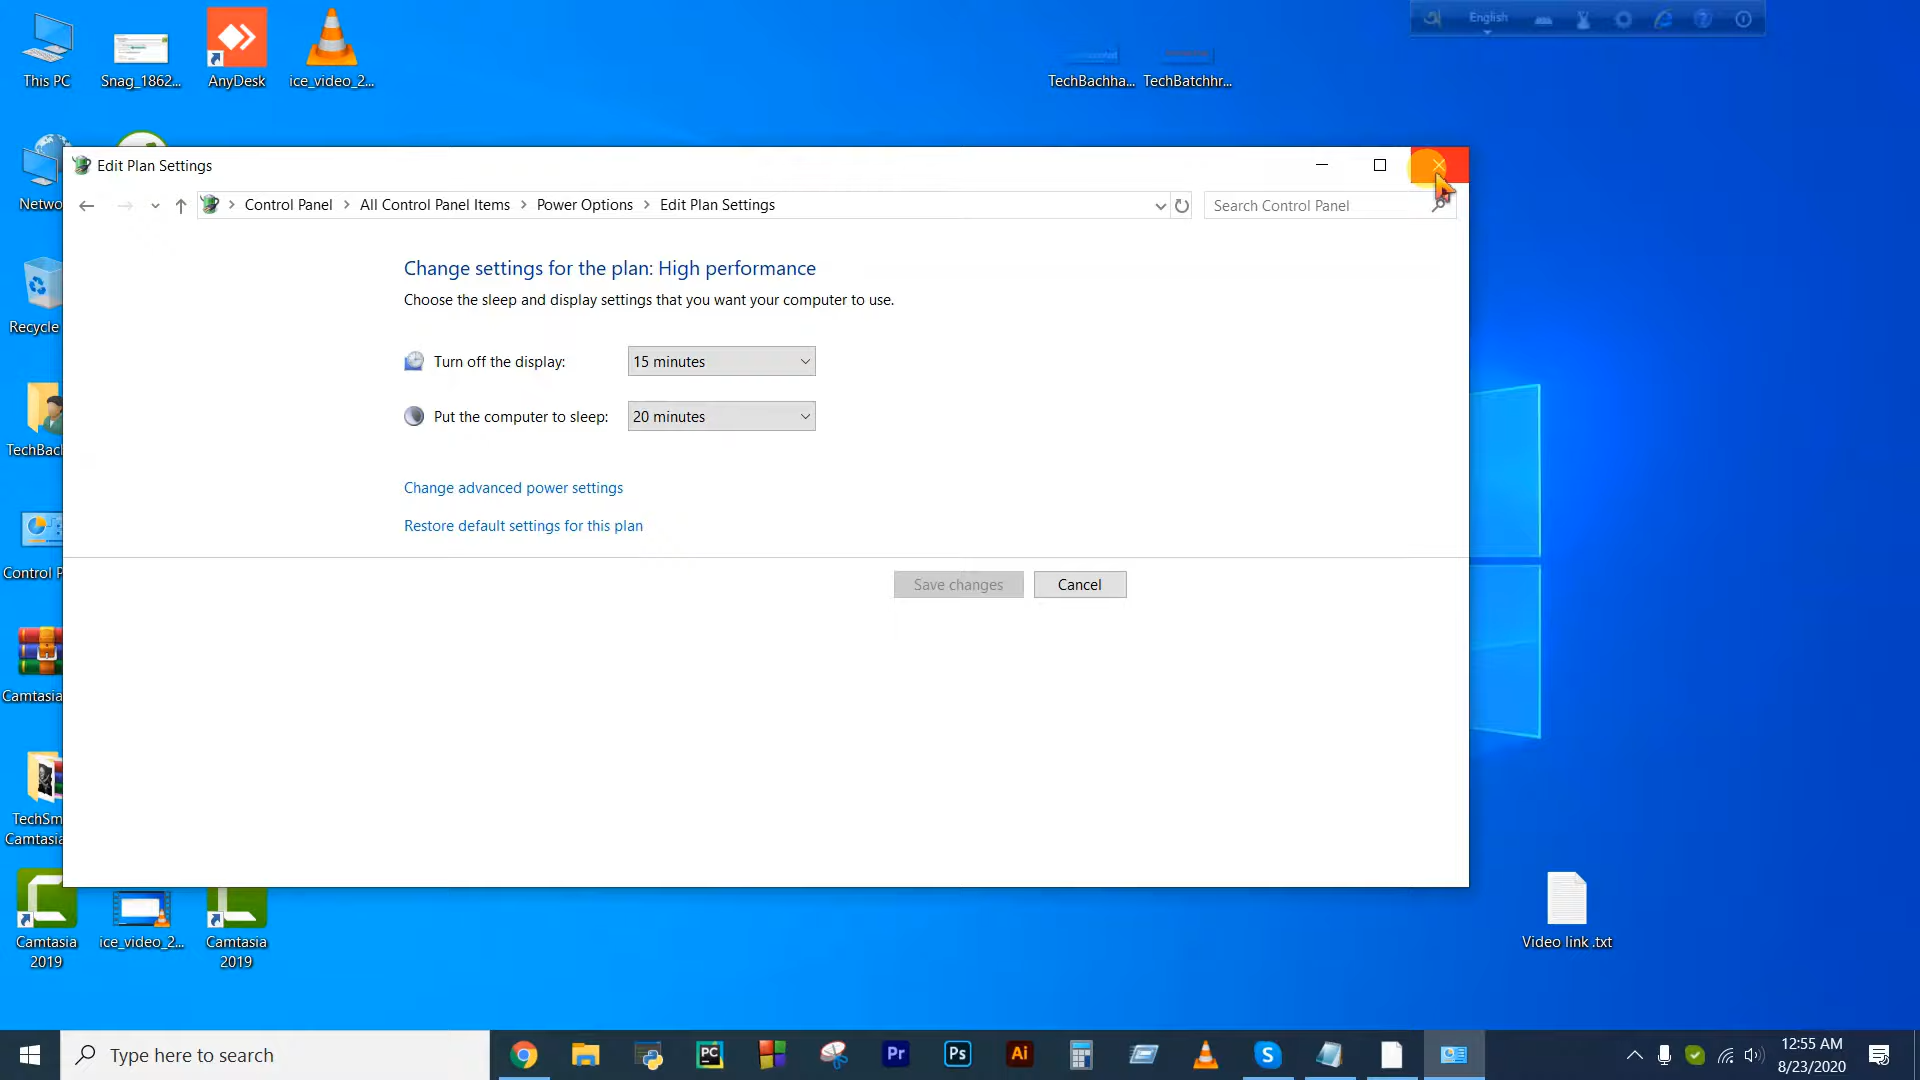 English
This PC
Snag_1862...
AnyDesk
ice_video_2...
TechBachha...
TechBatchhr...
Edit Plan Settings
Control Panel
All Control Panel Items
Power Options
Edit Plan Settings
Search Control Panel
Netwo
Change settings for the plan: High performance
Choose the sleep and display settings that you want your computer to use.
Recycle
Turn off the display:
15 minutes
Put the computer to sleep:
20 minutes
TechBach
Change advanced power settings
Restore default settings for this plan
Control P
Save changes
Cancel
Camtasia
TechSm
Camtasia
Camtasia
2019
ice_video_2...
Camtasia
2019
Video link .txt
Type here to search
PC
Pr
Ps
Ai
12:55 AM
8/23/2020